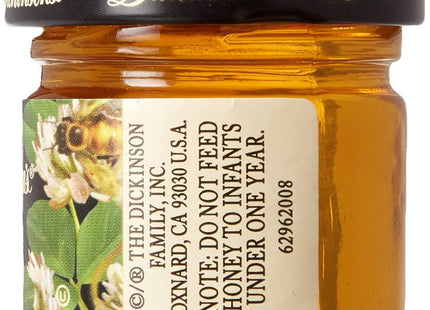 ©/® THE DICKINSON
FAMILY, INC.
OXNARD, CA 93030 U.S.A.
NOTE: DO NOT FEED
HONEY TO INFANTS
UNDER ONE YEAR.
62962008